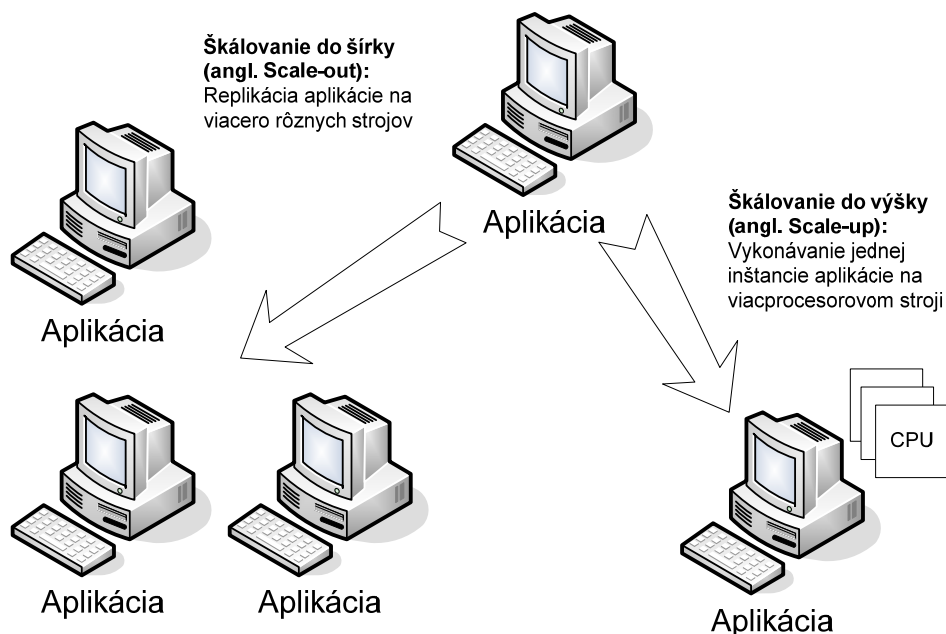 Škálovanie do šírky
(angl. Scale-out):
Replikácia aplikácie na
viacero rôznych strojov
Aplikácia
Škálovanie do výšky
(angl. Scale-up):
Vykonávanie jednej
inštancie aplikácie na
viacprocesorovom stroji
Aplikácia
CPU
Aplikácia
Aplikácia
Aplikácia